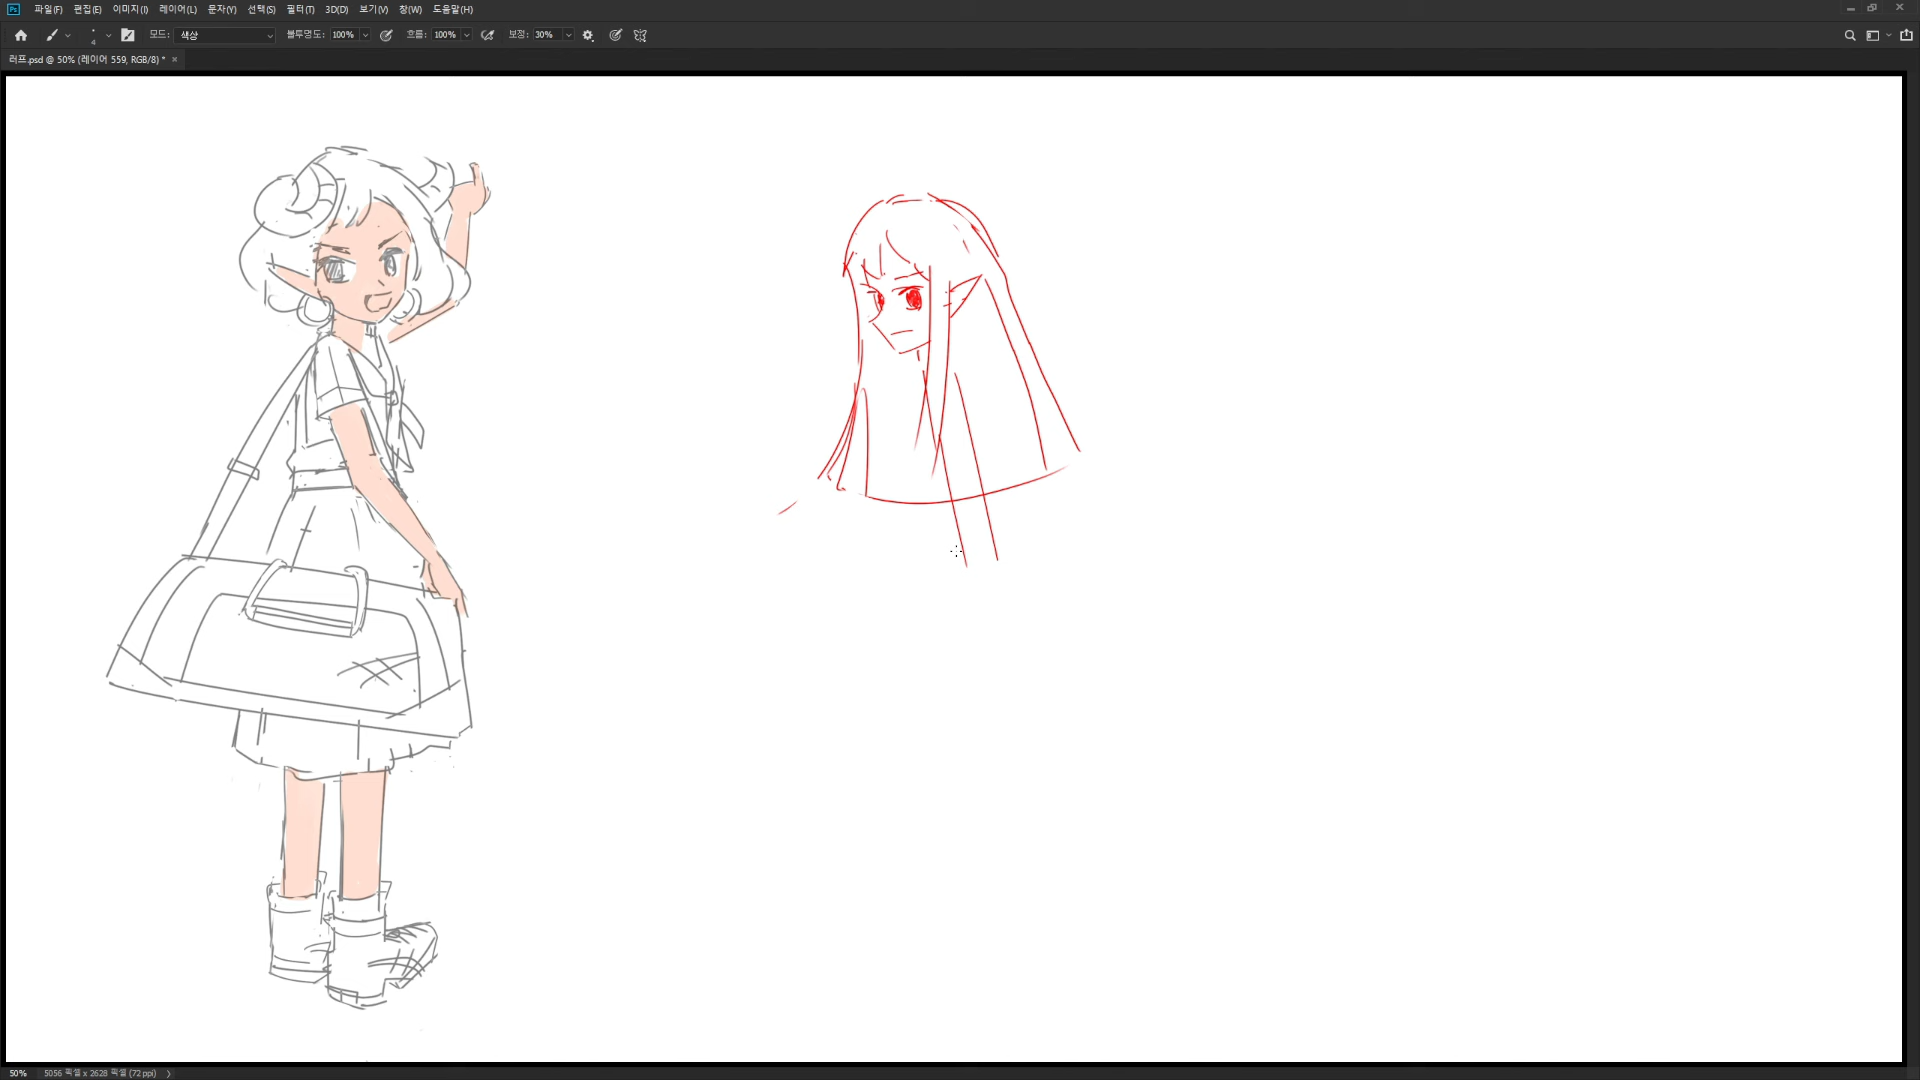 Ps 파일(F) 편집(E) 이미지(I) 레이어(L) 문자(Y) 선택(S) 필터(T) 3D(D) 보기(V) 창(W) 도움말(H)
4 모드: 색상 불투명도: 100% 흐름: 100% 보정: 30%
러프.psd @ 50% (레이어 559, RGB/8) * ×
50% 5056 픽셀 x 2628 픽셀 (72 ppi)